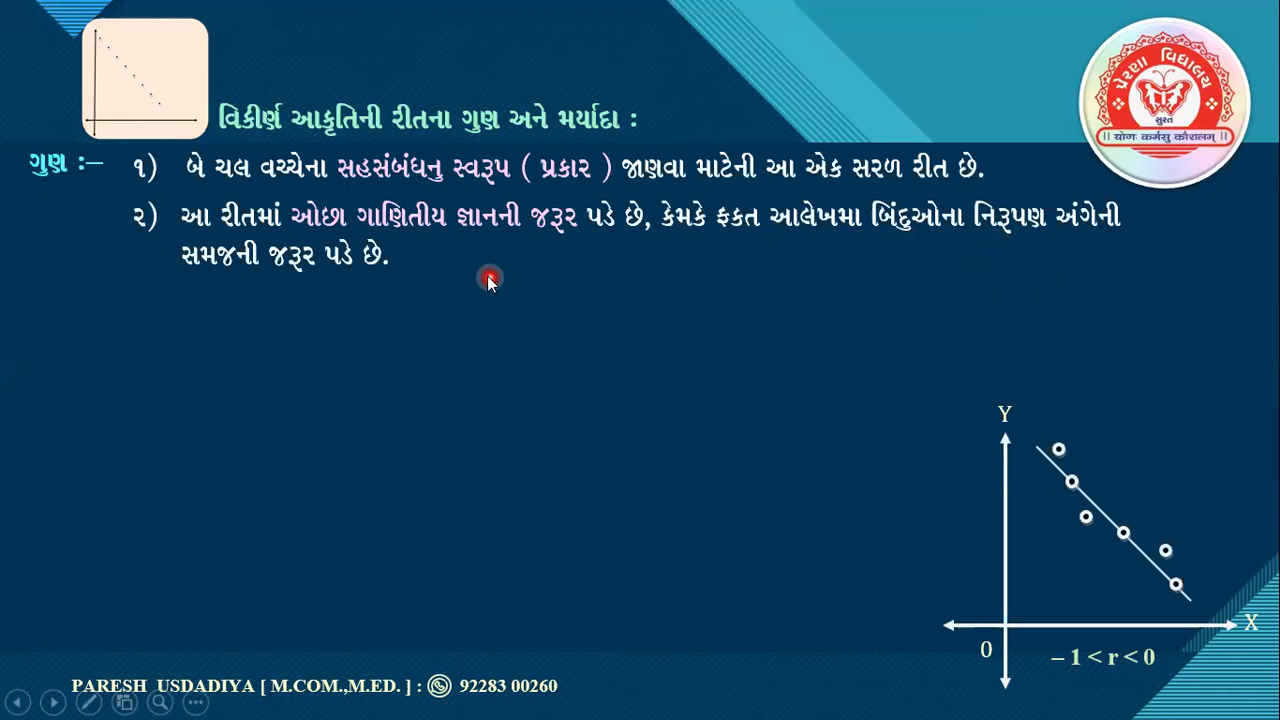 વિકીર્ણ આકૃતિની રીતના ગુણ અને મર્યાદા :
ગુણ :– ૧) બે ચલ વચ્ચેના સહસંબંધનુ સ્વરૂપ ( પ્રકાર ) જાણવા માટેની આ એક સરળ રીત છે.
૨) આ રીતમાં ઓછા ગાણિતીય જ્ઞાનની જરૂર પડે છે, કેમકે ફકત આલેખમા બિંદુઓના નિરૂપણ અંગેની
સમજની જરૂર પડે છે.
પ્રેરણા વિદ્યાલય
સુરત
|| યોગઃ કર્મસુ કૌશલમ્ ||
Y
X
0
– 1 < r < 0
PARESH USDADIYA [ M.COM.,M.ED. ] : 92283 00260